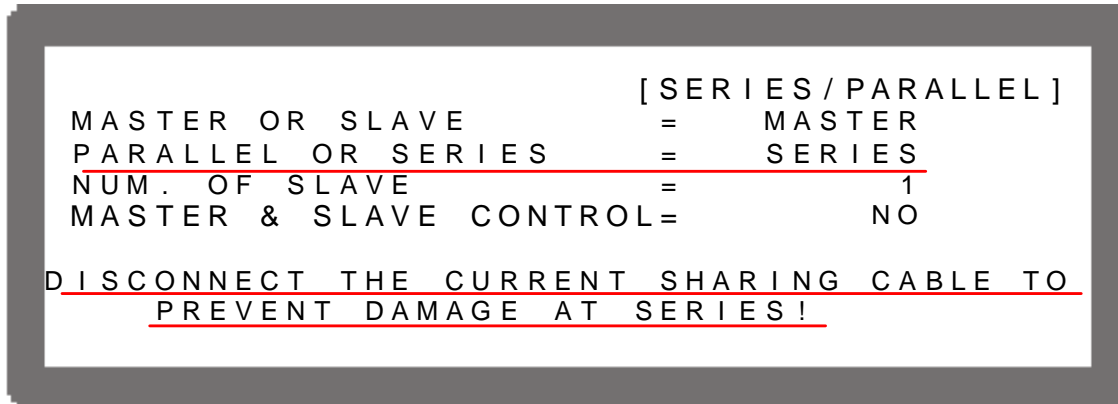 [SERIES/PARALLEL]
MASTER OR SLAVE = MASTER
PARALLEL OR SERIES = SERIES
NUM. OF SLAVE = 1
MASTER & SLAVE CONTROL= NO
DISCONNECT THE CURRENT SHARING CABLE TO
PREVENT DAMAGE AT SERIES!